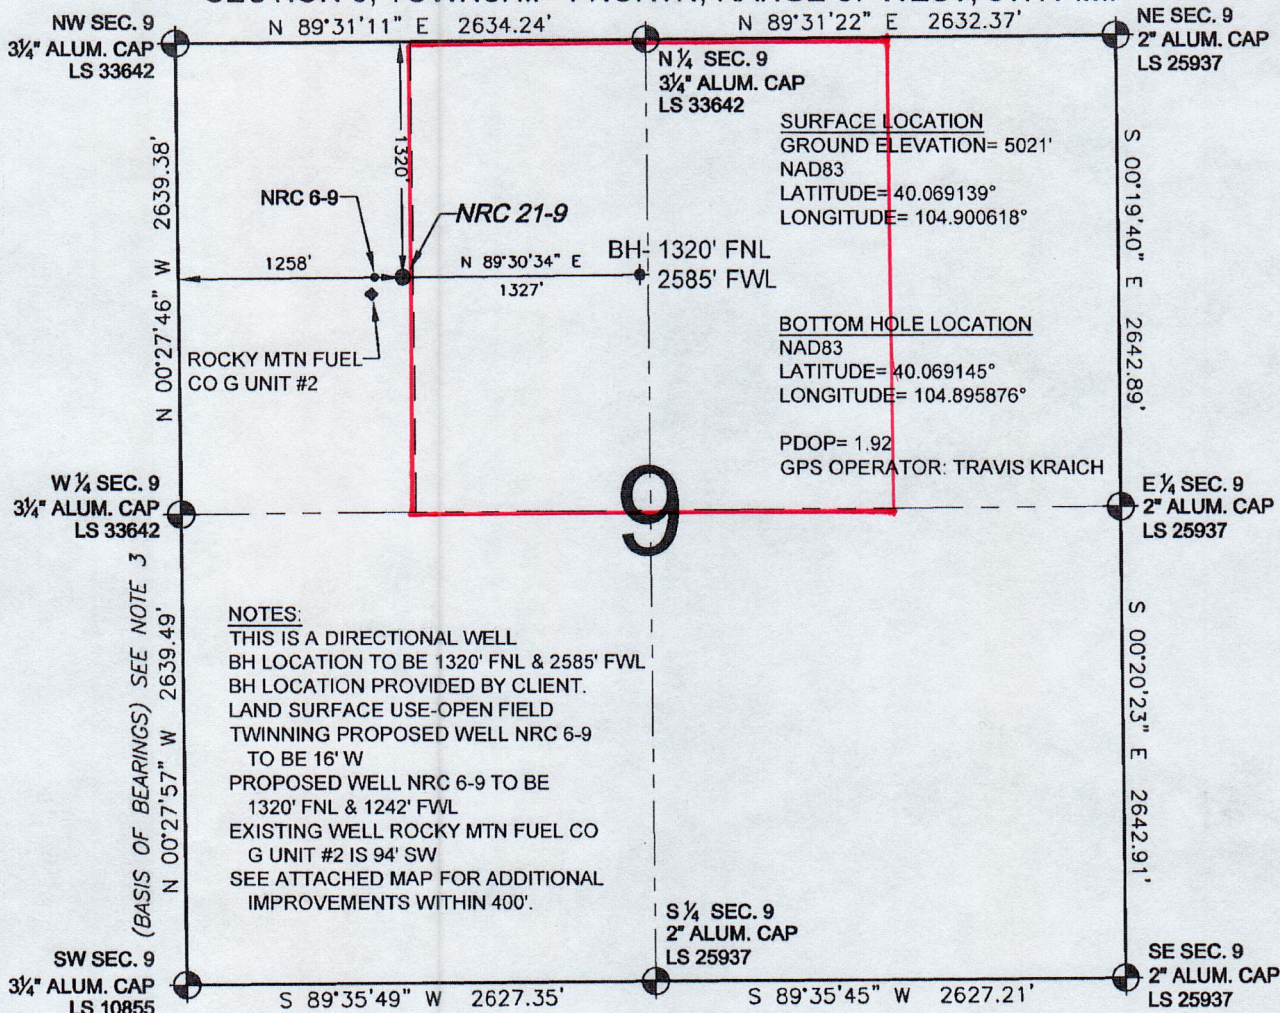 N 89°31'11" E 2634.24'
N 89°31'22" E 2632.37'
NW SEC. 9
3¼" ALUM. CAP
LS 33642
N ¼ SEC. 9
3¼" ALUM. CAP
LS 33642
NE SEC. 9
2" ALUM. CAP
LS 25937
SURFACE LOCATION
GROUND ELEVATION= 5021'
NAD83
LATITUDE= 40.069139°
LONGITUDE= 104.900618°
N 00°27'46" W 2639.38'
1320'
S 00°19'40" E 2642.89'
NRC 6-9
NRC 21-9
1258'
N 89°30'34" E
1327'
BH- 1320' FNL
2585' FWL
ROCKY MTN FUEL
CO G UNIT #2
BOTTOM HOLE LOCATION
NAD83
LATITUDE= 40.069145°
LONGITUDE= 104.895876°
PDOP= 1.92
GPS OPERATOR: TRAVIS KRAICH
W ¼ SEC. 9
3¼" ALUM. CAP
LS 33642
9
E ¼ SEC. 9
2" ALUM. CAP
LS 25937
(BASIS OF BEARINGS) SEE NOTE 3
N 00°27'57" W 2639.49'
S 00°20'23" E 2642.91'
NOTES:
THIS IS A DIRECTIONAL WELL
BH LOCATION TO BE 1320' FNL & 2585' FWL
BH LOCATION PROVIDED BY CLIENT.
LAND SURFACE USE-OPEN FIELD
TWINNING PROPOSED WELL NRC 6-9
TO BE 16' W
PROPOSED WELL NRC 6-9 TO BE
1320' FNL & 1242' FWL
EXISTING WELL ROCKY MTN FUEL CO
G UNIT #2 IS 94' SW
SEE ATTACHED MAP FOR ADDITIONAL
IMPROVEMENTS WITHIN 400'.
SW SEC. 9
3¼" ALUM. CAP
LS 10855
S ¼ SEC. 9
2" ALUM. CAP
LS 25937
SE SEC. 9
2" ALUM. CAP
LS 25937
S 89°35'49" W 2627.35'
S 89°35'45" W 2627.21'